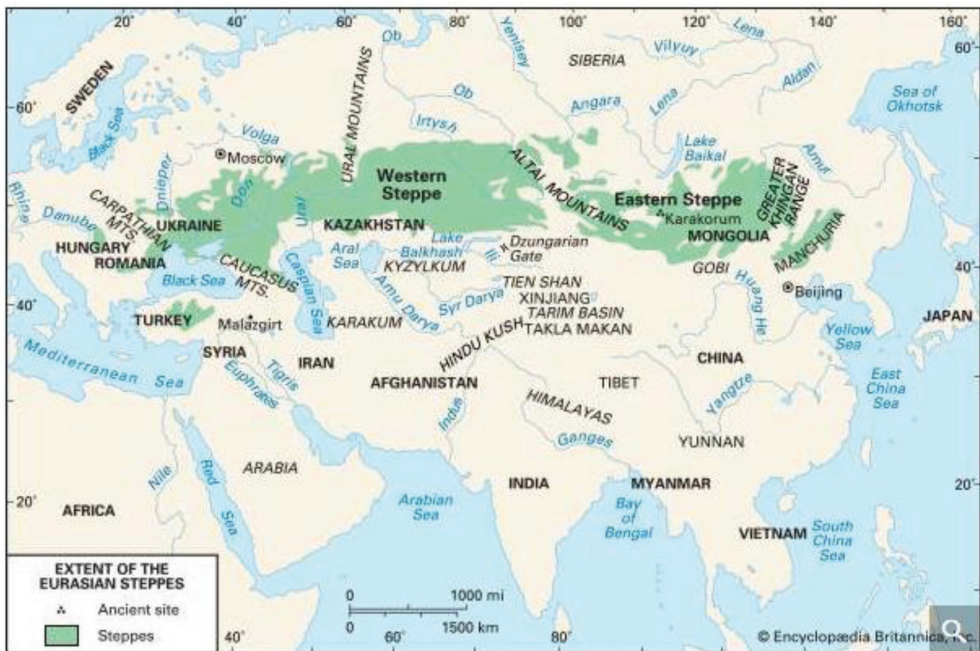 20° 40° 60° 80° 100° 120° 140° 160°
60°
60°
40°
40°
20°
20°
40°
60°
80°
SWEDEN
Black Sea
Rhine
Volga
Moscow
Dnieper
Don
URAL MOUNTAINS
Ob
Ob
Irtysh
Yenisey
SIBERIA
Angara
Vilyuy
Lena
Lena
Aldan
Sea of
Okhotsk
Lake
Baikal
Amur
Western
Steppe
ALTAI MOUNTAINS
Eastern Steppe
Karakorum
GREATER
KHINGAN
RANGE
MONGOLIA
MANCHURIA
GOBI
Danube
CARPATHIAN
MTS.
UKRAINE
HUNGARY
ROMANIA
Black Sea
CAUCASUS
MTS.
Ural
KAZAKHSTAN
Aral
Sea
Caspian Sea
Lake
Balkhash
Ili
Dzungarian
Gate
KYZYLKUM
Amu Darya
Syr Darya
TIEN SHAN
XINJIANG
TARIM BASIN
TAKLA MAKAN
KARAKUM
HINDU KUSH
TURKEY
Malazgirt
SYRIA
Tigris
Euphrates
IRAN
AFGHANISTAN
Mediterranean Sea
Huang He
Beijing
Yellow
Sea
JAPAN
CHINA
TIBET
Yangtze
East
China
Sea
HIMALAYAS
Indus
Ganges
YUNNAN
ARABIA
Nile
Red
Sea
AFRICA
Arabian
Sea
INDIA
Bay
of
Bengal
MYANMAR
VIETNAM
South
China
Sea
EXTENT OF THE
EURASIAN STEPPES
Ancient site
Steppes
0 1000 mi
0 1500 km
© Encyclopædia Britannica, Inc.